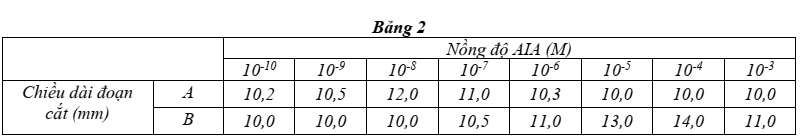 Bảng 2
Nồng độ AIA (M)
10⁻¹⁰ 10⁻⁹ 10⁻⁸ 10⁻⁷ 10⁻⁶ 10⁻⁵ 10⁻⁴ 10⁻³
Chiều dài đoạn cắt (mm) A 10,2 10,5 12,0 11,0 10,3 10,0 10,0 10,0
B 10,0 10,0 10,0 10,5 11,0 13,0 14,0 11,0